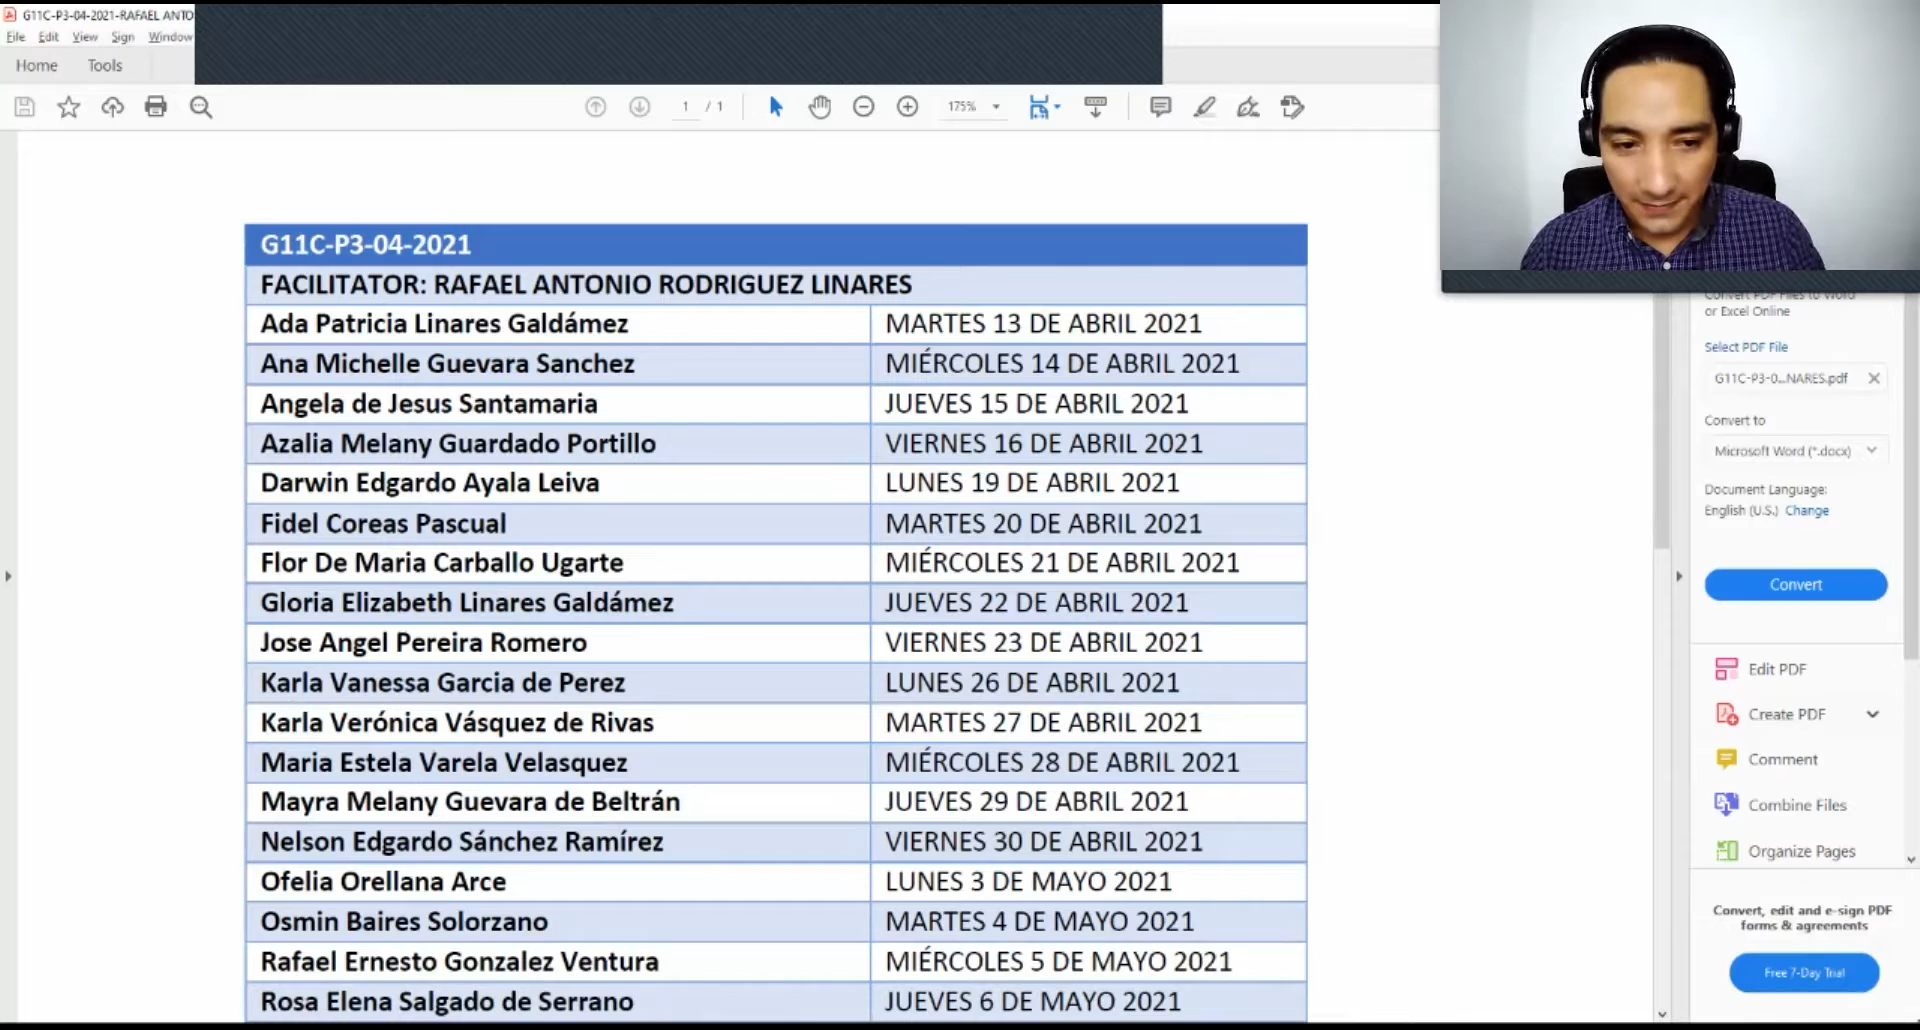 G11C-P3-04-2021-RAFAEL ANTO
File Edit View Sign Window
Home Tools
1 / 1 175%
G11C-P3-04-2021
FACILITATOR: RAFAEL ANTONIO RODRIGUEZ LINARES
Ada Patricia Linares Galdámez MARTES 13 DE ABRIL 2021
Ana Michelle Guevara Sanchez MIÉRCOLES 14 DE ABRIL 2021
Angela de Jesus Santamaria JUEVES 15 DE ABRIL 2021
Azalia Melany Guardado Portillo VIERNES 16 DE ABRIL 2021
Darwin Edgardo Ayala Leiva LUNES 19 DE ABRIL 2021
Fidel Coreas Pascual MARTES 20 DE ABRIL 2021
Flor De Maria Carballo Ugarte MIÉRCOLES 21 DE ABRIL 2021
Gloria Elizabeth Linares Galdámez JUEVES 22 DE ABRIL 2021
Jose Angel Pereira Romero VIERNES 23 DE ABRIL 2021
Karla Vanessa Garcia de Perez LUNES 26 DE ABRIL 2021
Karla Verónica Vásquez de Rivas MARTES 27 DE ABRIL 2021
Maria Estela Varela Velasquez MIÉRCOLES 28 DE ABRIL 2021
Mayra Melany Guevara de Beltrán JUEVES 29 DE ABRIL 2021
Nelson Edgardo Sánchez Ramírez VIERNES 30 DE ABRIL 2021
Ofelia Orellana Arce LUNES 3 DE MAYO 2021
Osmin Baires Solorzano MARTES 4 DE MAYO 2021
Rafael Ernesto Gonzalez Ventura MIÉRCOLES 5 DE MAYO 2021
Rosa Elena Salgado de Serrano JUEVES 6 DE MAYO 2021
Convert PDF Files to Word
or Excel Online
Select PDF File
G11C-P3-0...NARES.pdf
Convert to
Microsoft Word (*.docx)
Document Language:
English (U.S.) Change
Convert
Edit PDF
Create PDF
Comment
Combine Files
Organize Pages
Convert, edit and e-sign PDF
forms & agreements
Free 7-Day Trial